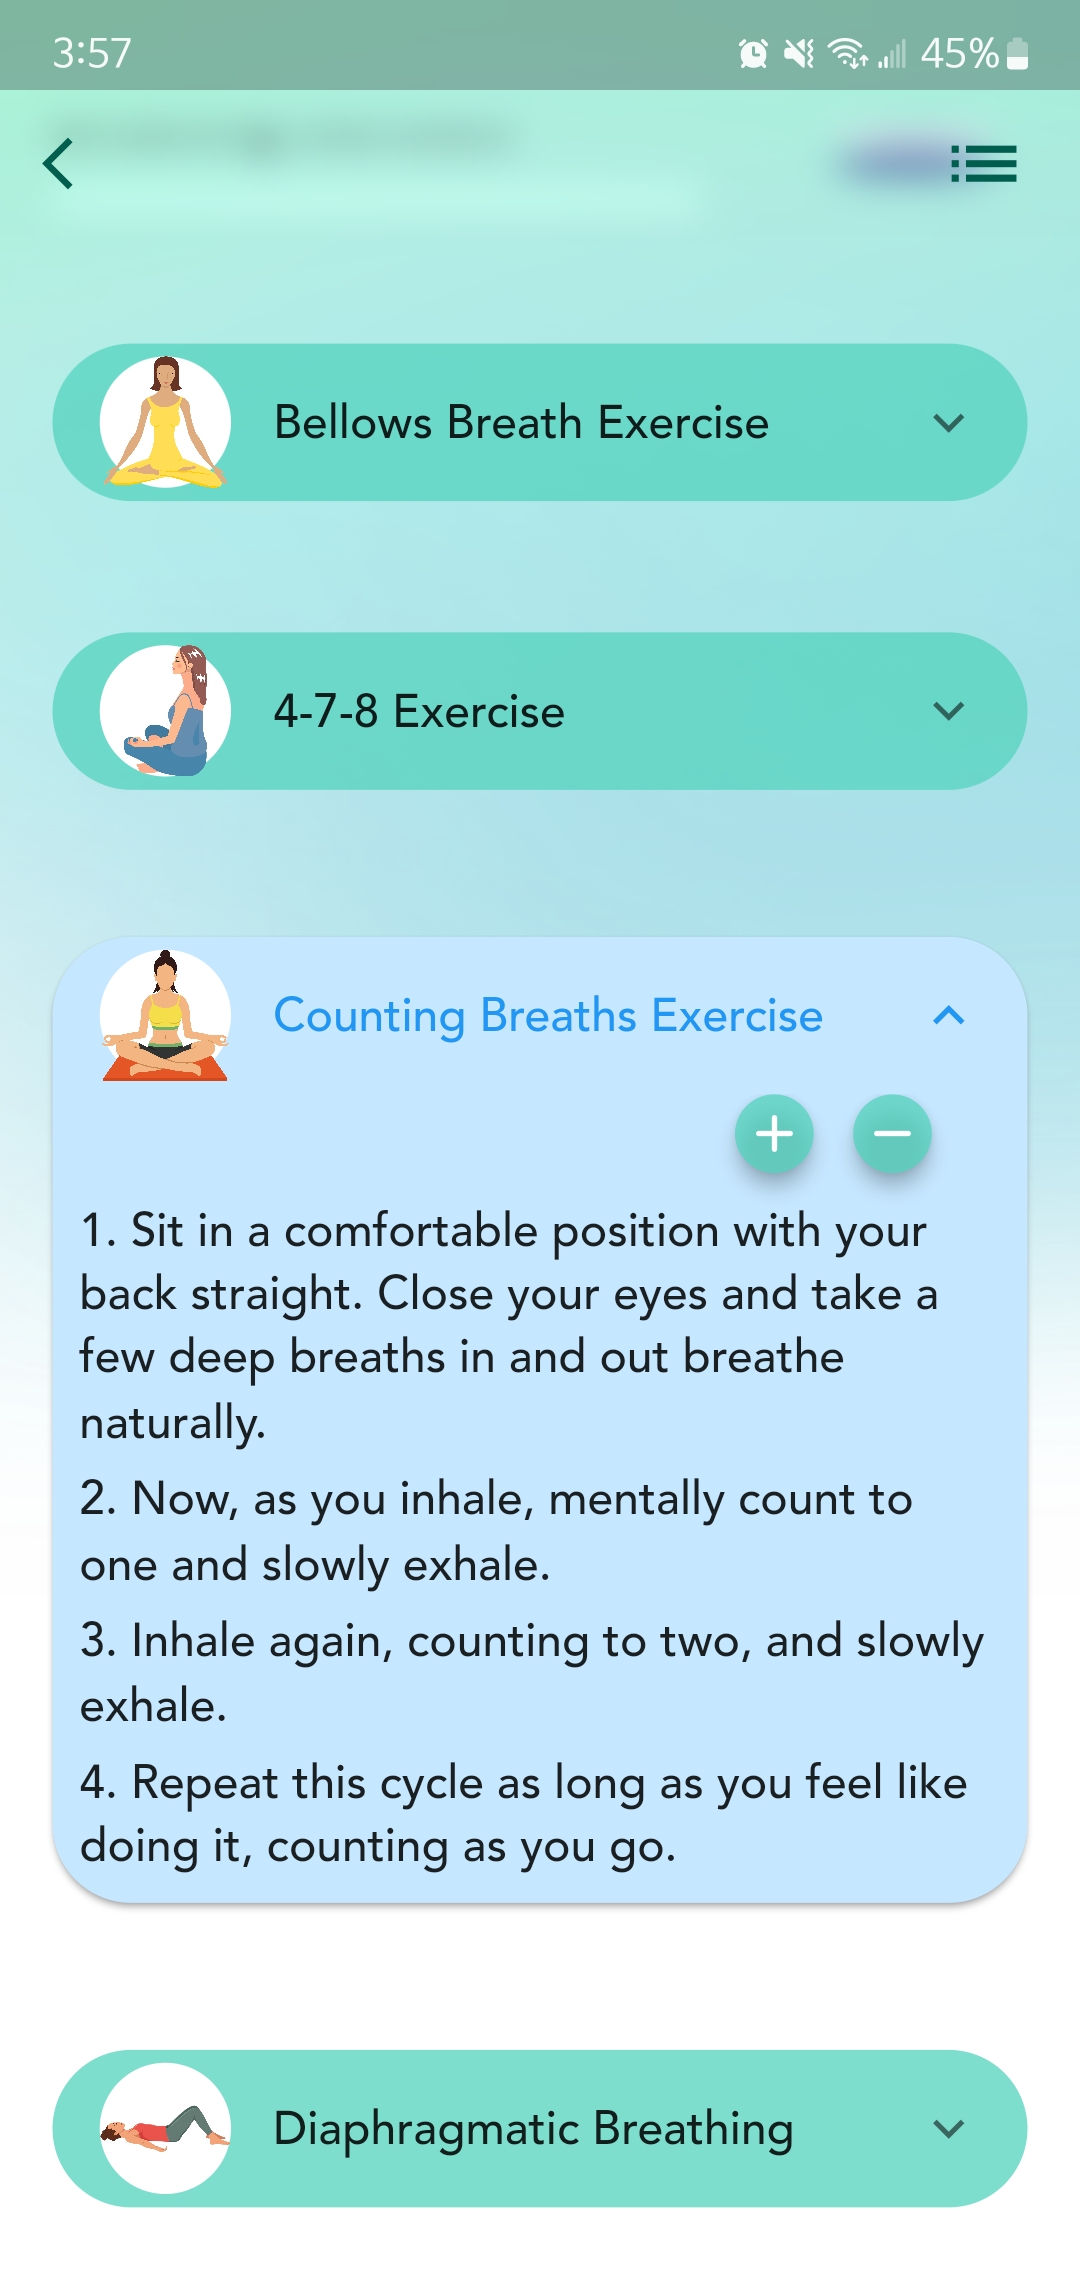 3:57
45%
Bellows Breath Exercise
4-7-8 Exercise
Counting Breaths Exercise
1. Sit in a comfortable position with your
back straight. Close your eyes and take a
few deep breaths in and out breathe
naturally.
2. Now, as you inhale, mentally count to
one and slowly exhale.
3. Inhale again, counting to two, and slowly
exhale.
4. Repeat this cycle as long as you feel like
doing it, counting as you go.
Diaphragmatic Breathing